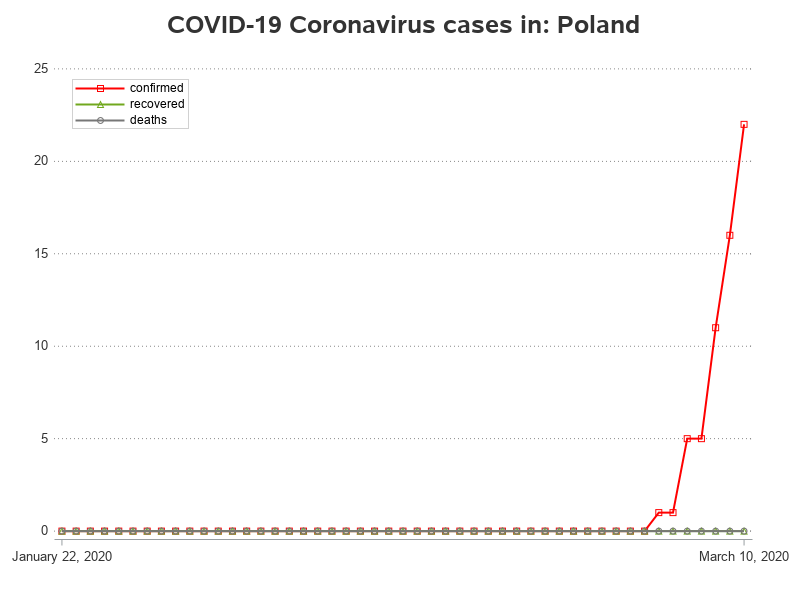 COVID-19 Coronavirus cases in: Poland
25
confirmed
recovered
deaths
20
15
10
5
0
January 22, 2020
March 10, 2020